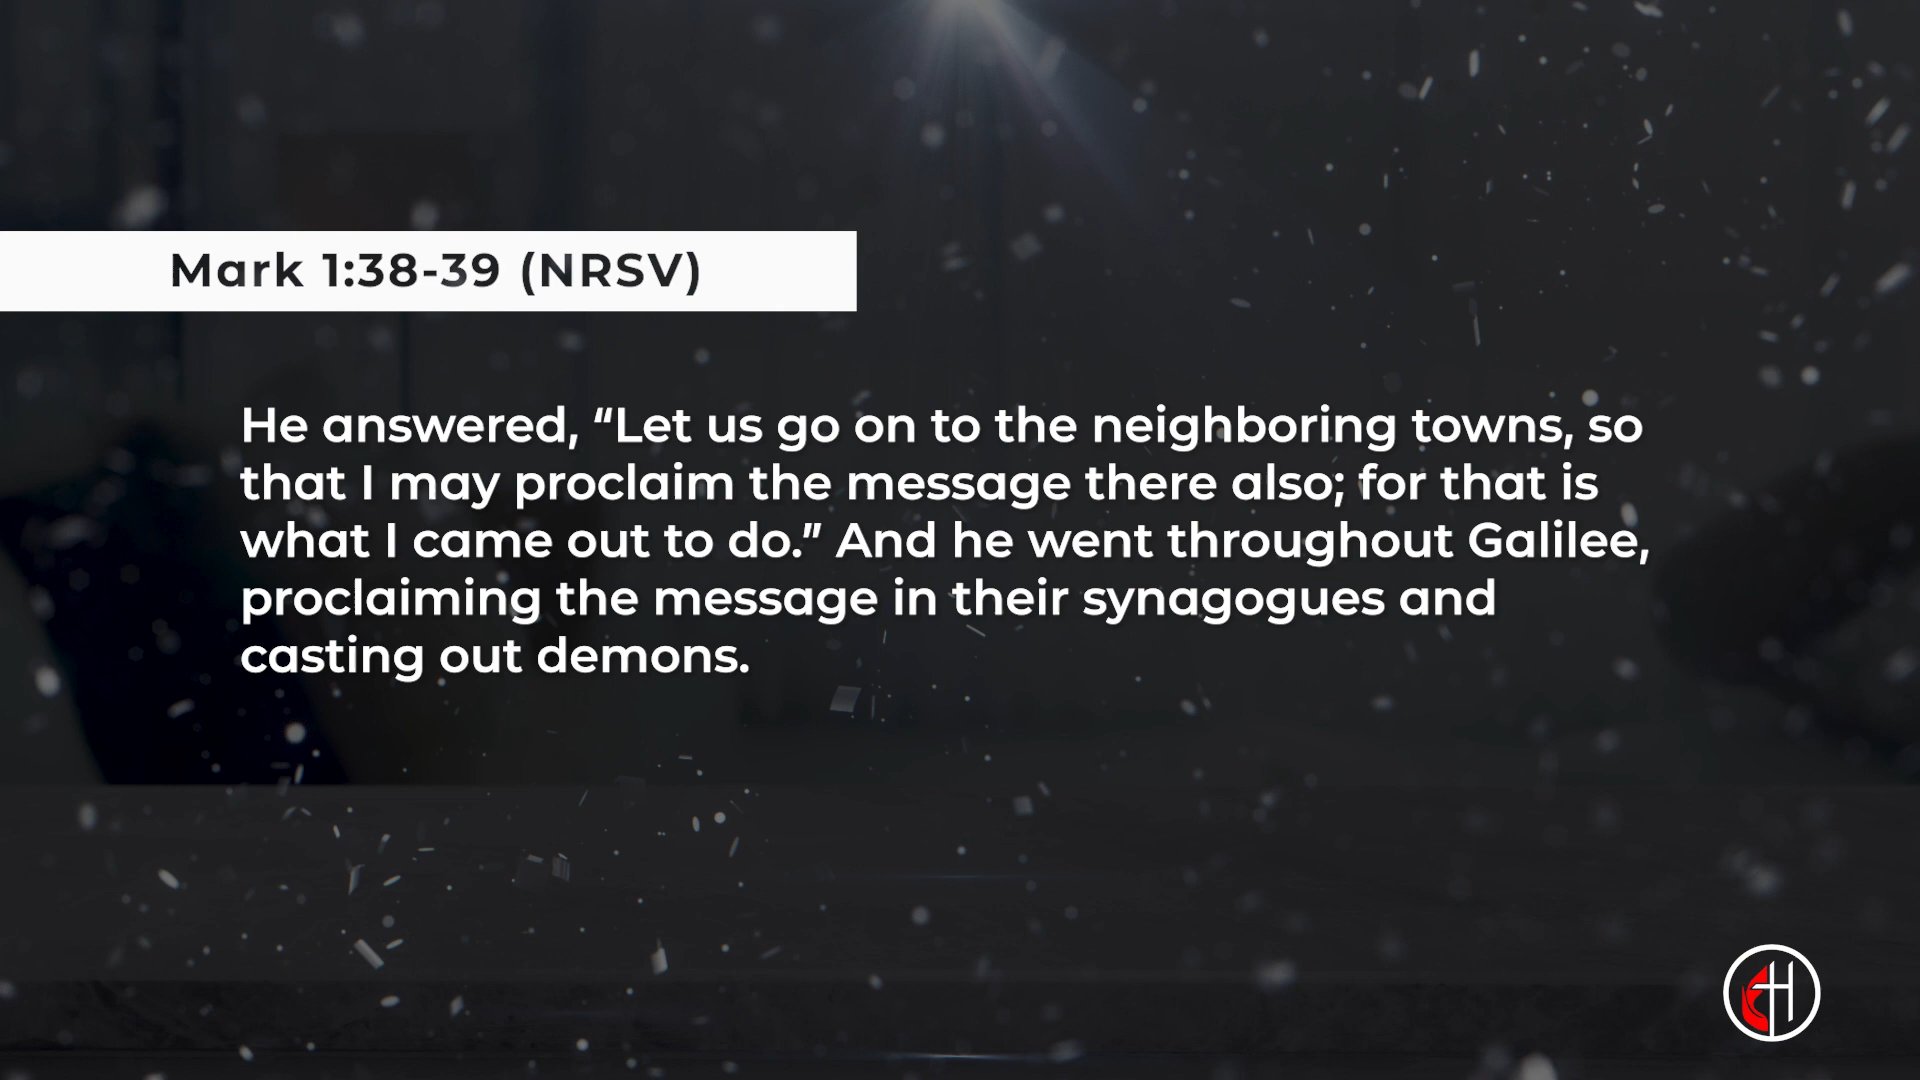 Mark 1:38-39 (NRSV)
He answered, “Let us go on to the neighboring towns, so
that I may proclaim the message there also; for that is
what I came out to do.” And he went throughout Galilee,
proclaiming the message in their synagogues and
casting out demons.